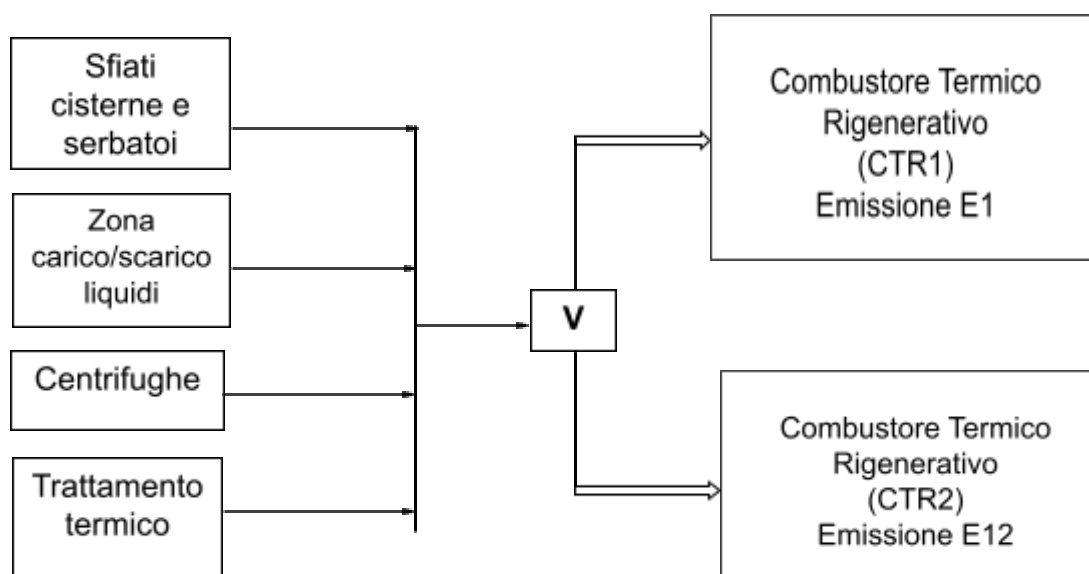 Sfiati
cisterne e
serbatoi
Zona
carico/scarico
liquidi
Centrifughe
Trattamento
termico
V
Combustore Termico
Rigenerativo
(CTR1)
Emissione E1
Combustore Termico
Rigenerativo
(CTR2)
Emissione E12